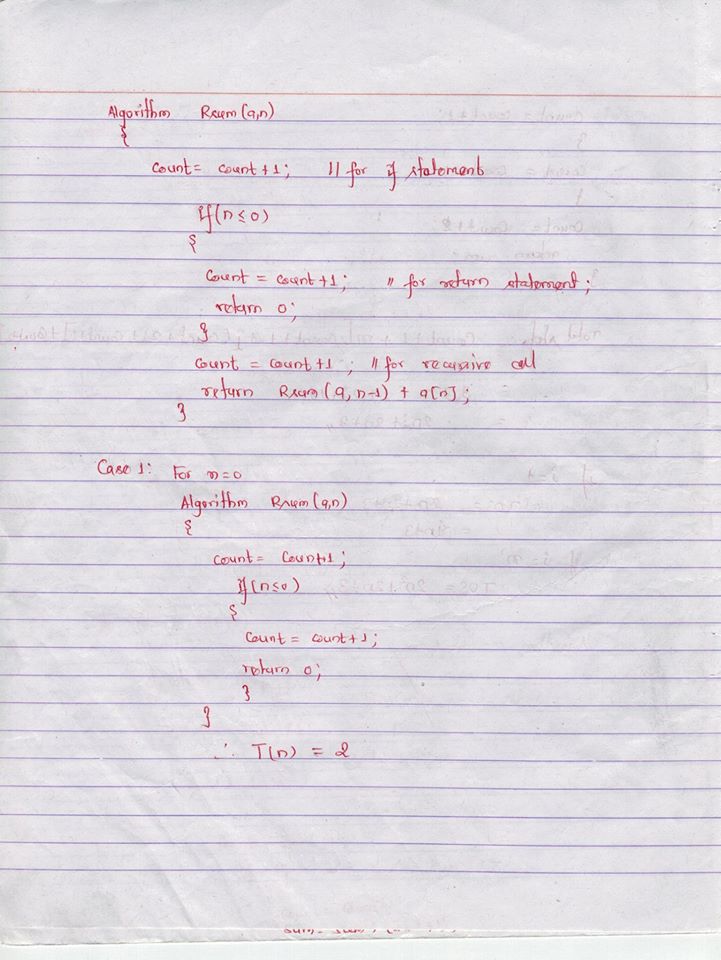 Algorithm Rsum(a,n)
{
count = count+1; // for if statement
if(n ≤ 0)
{
count = count+1; // for return statement;
return 0;
}
count = count+1; // for recursive call
return Rsum(a, n-1) + a[n];
}
Case 1: For n=0
Algorithm Rsum(a,n)
{
count = count+1;
if(n≤0)
{
count = count+1;
return 0;
}
}
∴ T(n) = 2